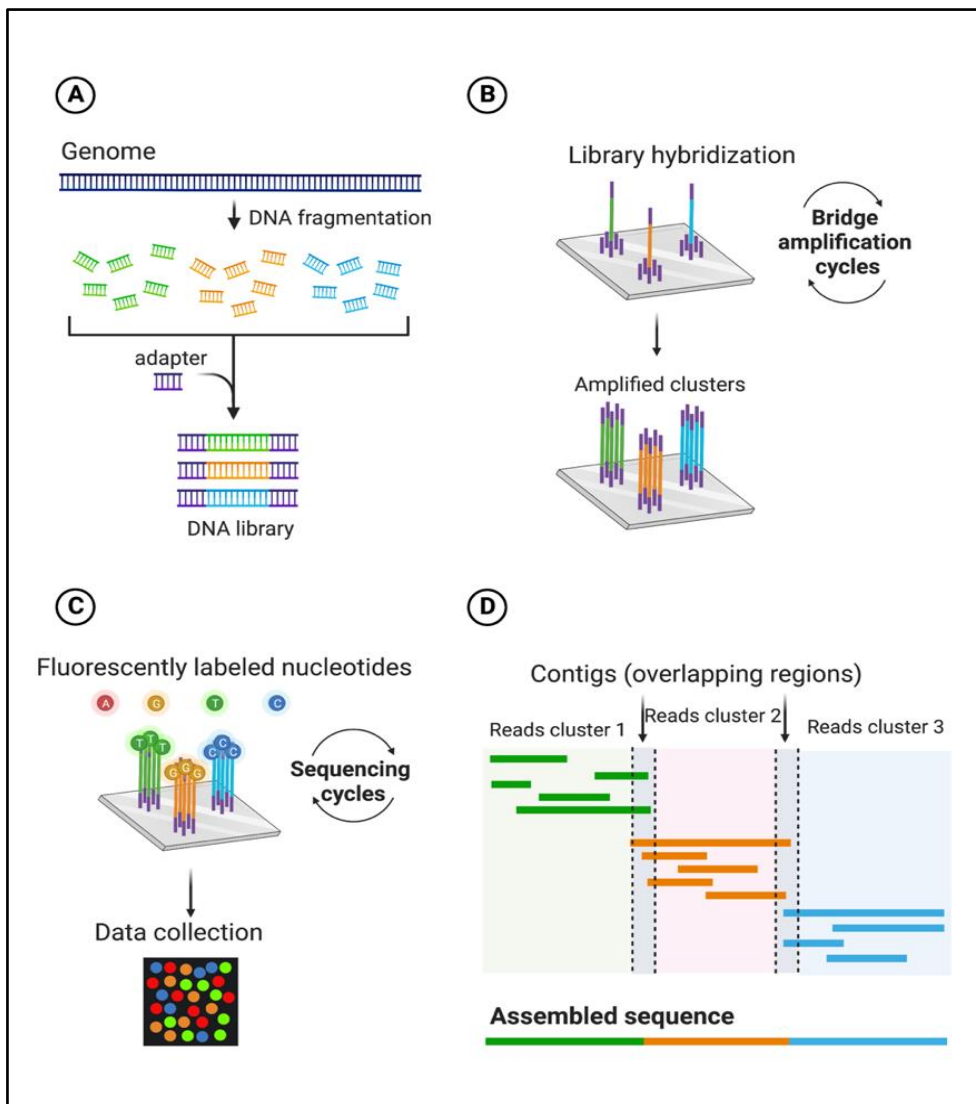 A
Genome
DNA fragmentation
adapter
DNA library
B
Library hybridization
Bridge
amplification
cycles
Amplified clusters
C
Fluorescently labeled nucleotides
A G T C
T T T
G G G
C C C
Sequencing
cycles
Data collection
D
Contigs (overlapping regions)
Reads cluster 1 Reads cluster 2 Reads cluster 3
Assembled sequence